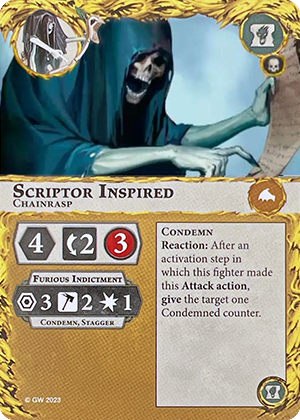 Scriptor Inspired
Chainrasp
4 2 3
Furious Indictment
3 2 1
Condemn, Stagger
Condemn
Reaction: After an
activation step in
which this fighter made
this Attack action,
give the target one
Condemned counter.
© GW 2023